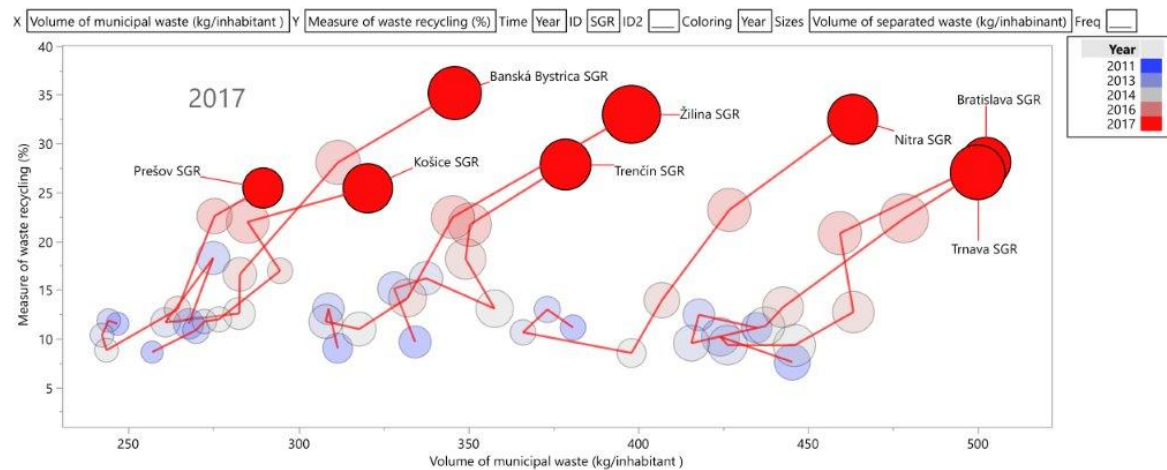 X Volume of municipal waste (kg/inhabitant ) Y Measure of waste recycling (%) Time Year ID SGR ID2 ___ Coloring Year Sizes Volume of separated waste (kg/inhabinant) Freq ___
Year
2011
2013
2014
2016
2017
2017
Banská Bystrica SGR
Bratislava SGR
Žilina SGR
Nitra SGR
Košice SGR
Prešov SGR
Trenčín SGR
Trnava SGR
Measure of waste recycling (%)
40
35
30
25
20
15
10
5
250 300 350 400 450 500
Volume of municipal waste (kg/inhabitant )